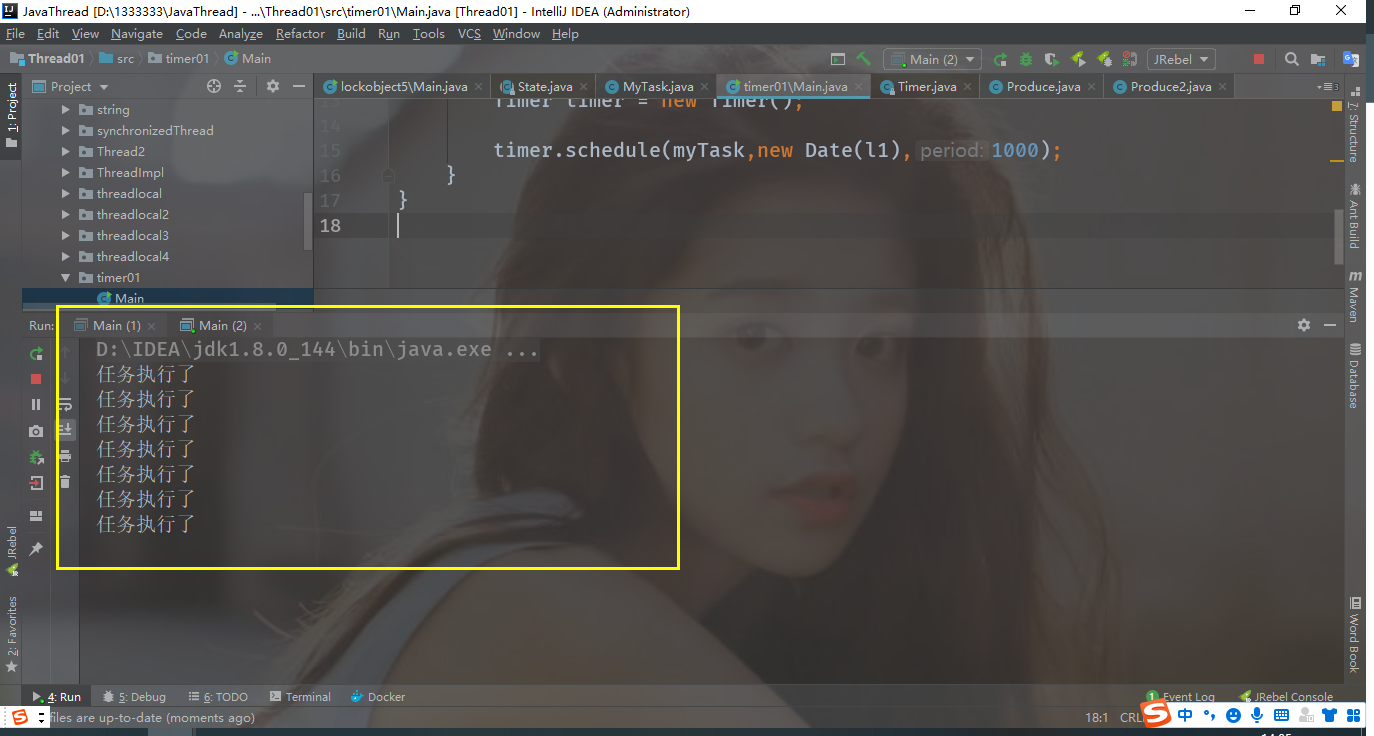 JavaThread [D:\1333333\JavaThread] - ...\Thread01\src\timer01\Main.java [Thread01] - IntelliJ IDEA (Administrator)
File Edit View Navigate Code Analyze Refactor Build Run Tools VCS Window Help
Thread01 src timer01 Main Main (2) JRebel
1: Project
Project
lockobject5\Main.java State.java MyTask.java timer01\Main.java Timer.java Produce.java Produce2.java
string
synchronizedThread
Thread2
ThreadImpl
threadlocal
threadlocal2
threadlocal3
threadlocal4
timer01
Main
13 Timer timer = new Timer();
14
15 timer.schedule(myTask,new Date(l1), period: 1000);
16 }
17 }
18
7: Structure
Ant Build
m Maven
Database
Word Book
Run: Main (1) Main (2)
D:\IDEA\jdk1.8.0_144\bin\java.exe ...
任务执行了
任务执行了
任务执行了
任务执行了
任务执行了
任务执行了
任务执行了
JRebel
2: Favorites
4: Run 5: Debug 6: TODO Terminal Docker 1 Event Log JRebel Console
files are up-to-date (moments ago) 18:1 CRL
中